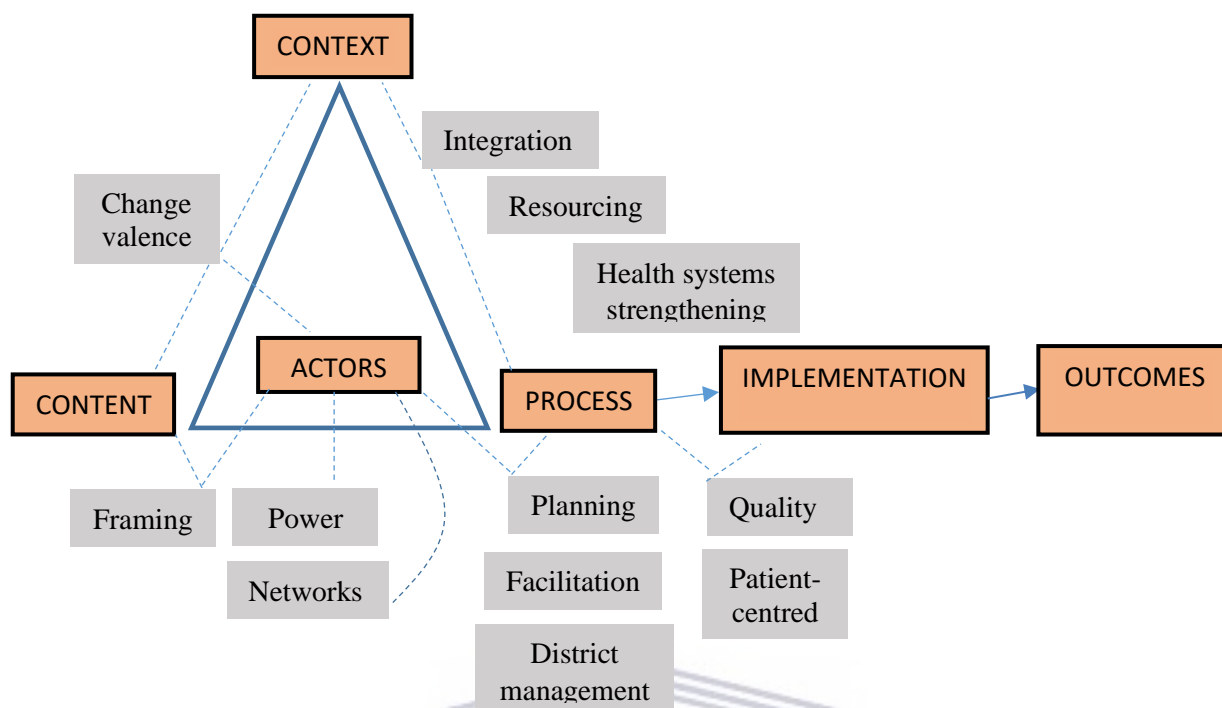 CONTEXT
Integration
Change
valence
Resourcing
Health systems
strengthening
ACTORS
CONTENT
PROCESS
IMPLEMENTATION
OUTCOMES
Framing
Power
Planning
Quality
Networks
Facilitation
Patient-
centred
District
management